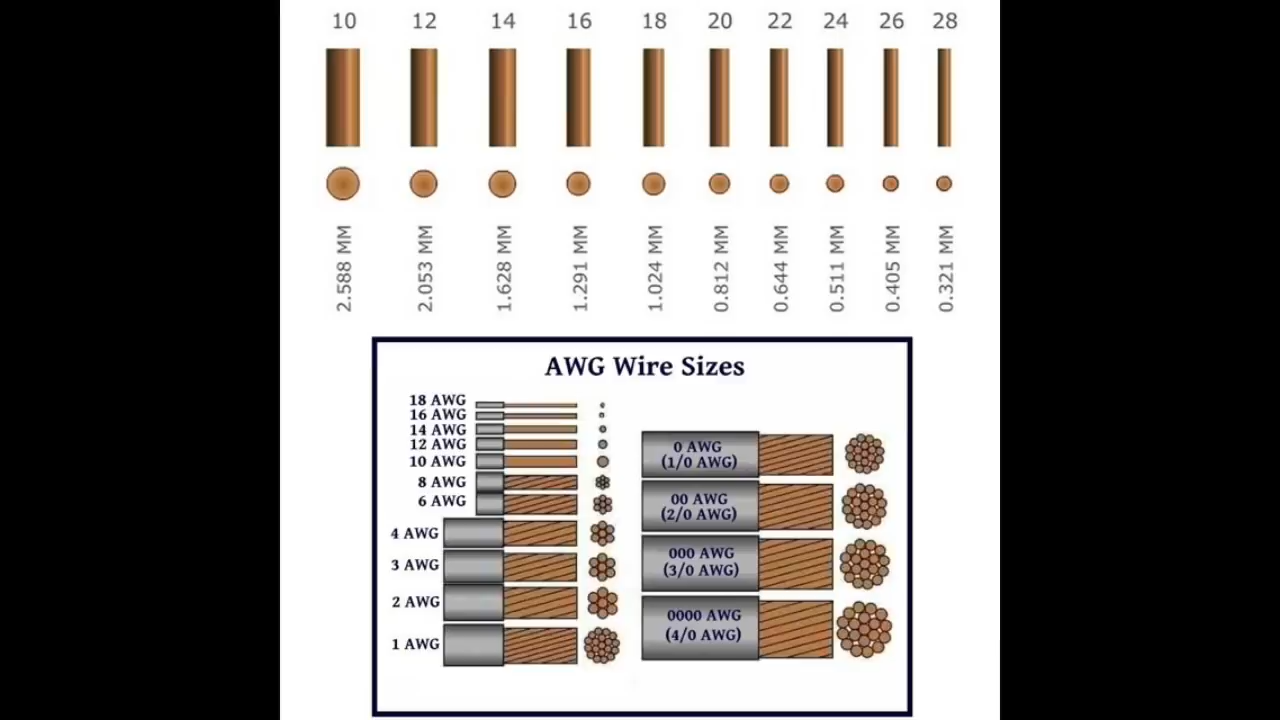 10 12 14 16 18 20 22 24 26 28
2.588 MM 2.053 MM 1.628 MM 1.291 MM 1.024 MM 0.812 MM 0.644 MM 0.511 MM 0.405 MM 0.321 MM
AWG Wire Sizes
18 AWG
16 AWG
14 AWG
12 AWG
10 AWG
8 AWG
6 AWG
4 AWG
3 AWG
2 AWG
1 AWG
0 AWG
(1/0 AWG)
00 AWG
(2/0 AWG)
000 AWG
(3/0 AWG)
0000 AWG
(4/0 AWG)